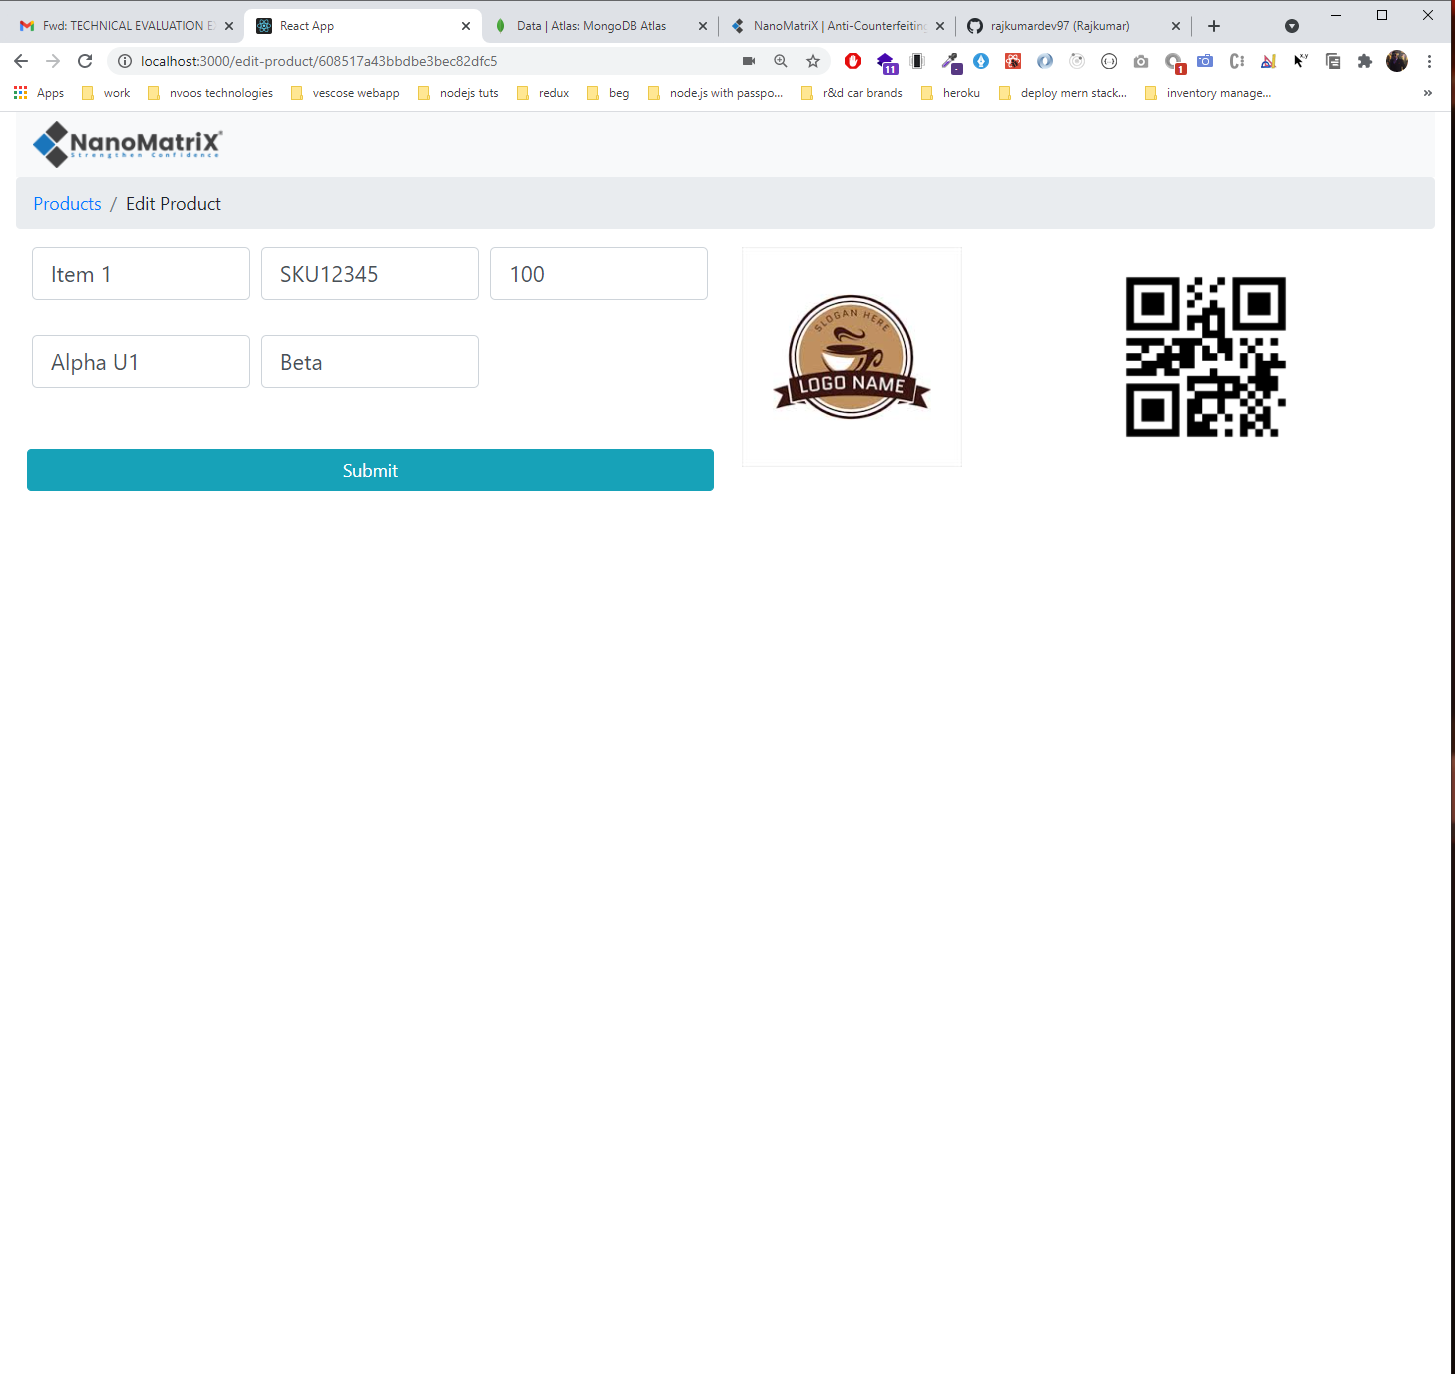 Fwd: TECHNICAL EVALUATION E
React App
Data | Atlas: MongoDB Atlas
NanoMatriX | Anti-Counterfeiting
rajkumardev97 (Rajkumar)
localhost:3000/edit-product/608517a43bbdbe3bec82dfc5
11
1
x,y
Apps
work
nvoos technologies
vescose webapp
nodejs tuts
redux
beg
node.js with passpo...
r&d car brands
heroku
deploy mern stack...
inventory manage...
»
NanoMatriX®
Strengthen Confidence
Products / Edit Product
Item 1
SKU12345
100
Alpha U1
Beta
Submit
SLOGAN HERE
LOGO NAME